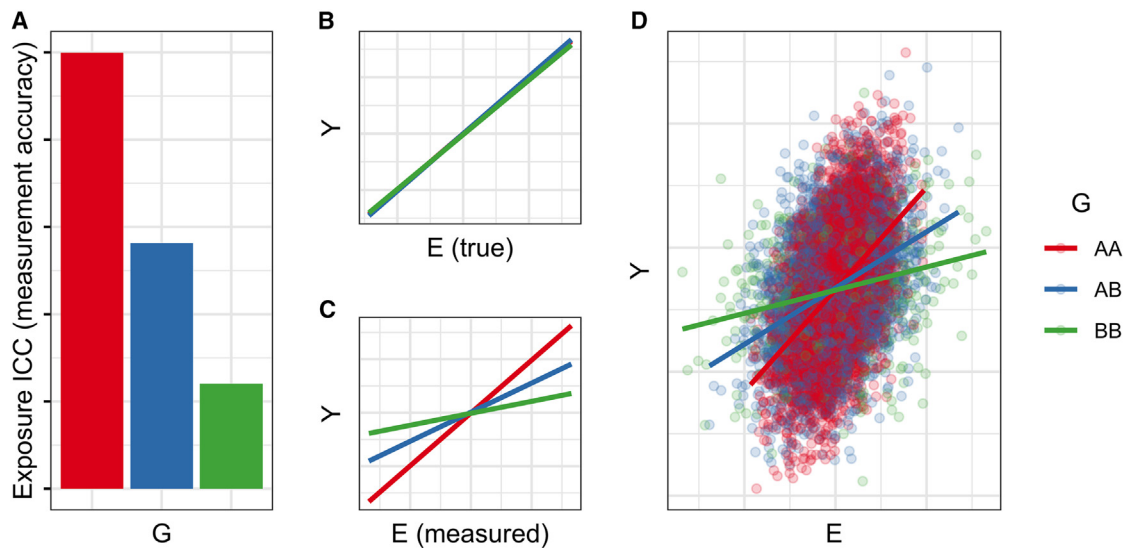 A
Exposure ICC (measurement accuracy)
G
B
Y
E (true)
C
Y
E (measured)
D
Y
E
G
AA
AB
BB